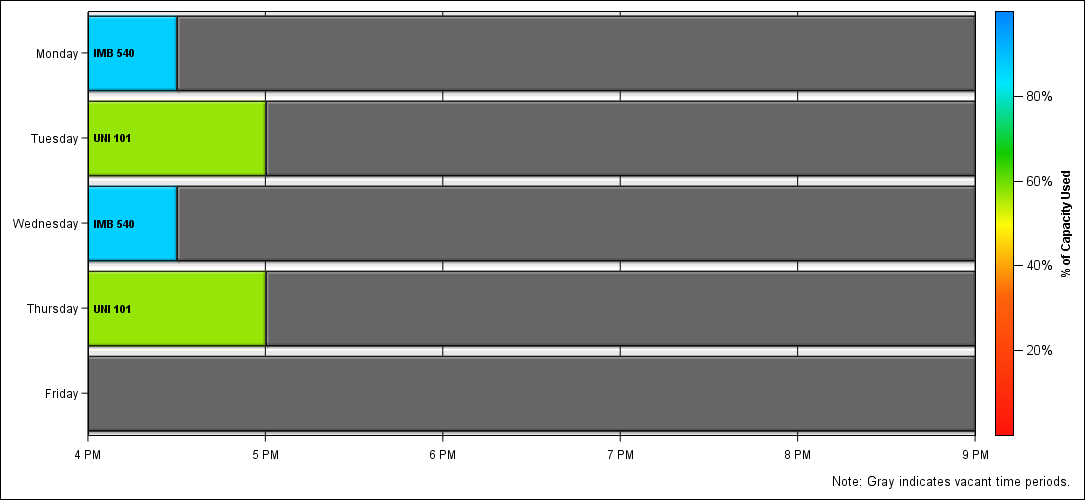 Monday
IMB 540
Tuesday
UNI 101
Wednesday
IMB 540
Thursday
UNI 101
Friday
4 PM 5 PM 6 PM 7 PM 8 PM 9 PM
80%
60%
40%
20%
% of Capacity Used
Note: Gray indicates vacant time periods.